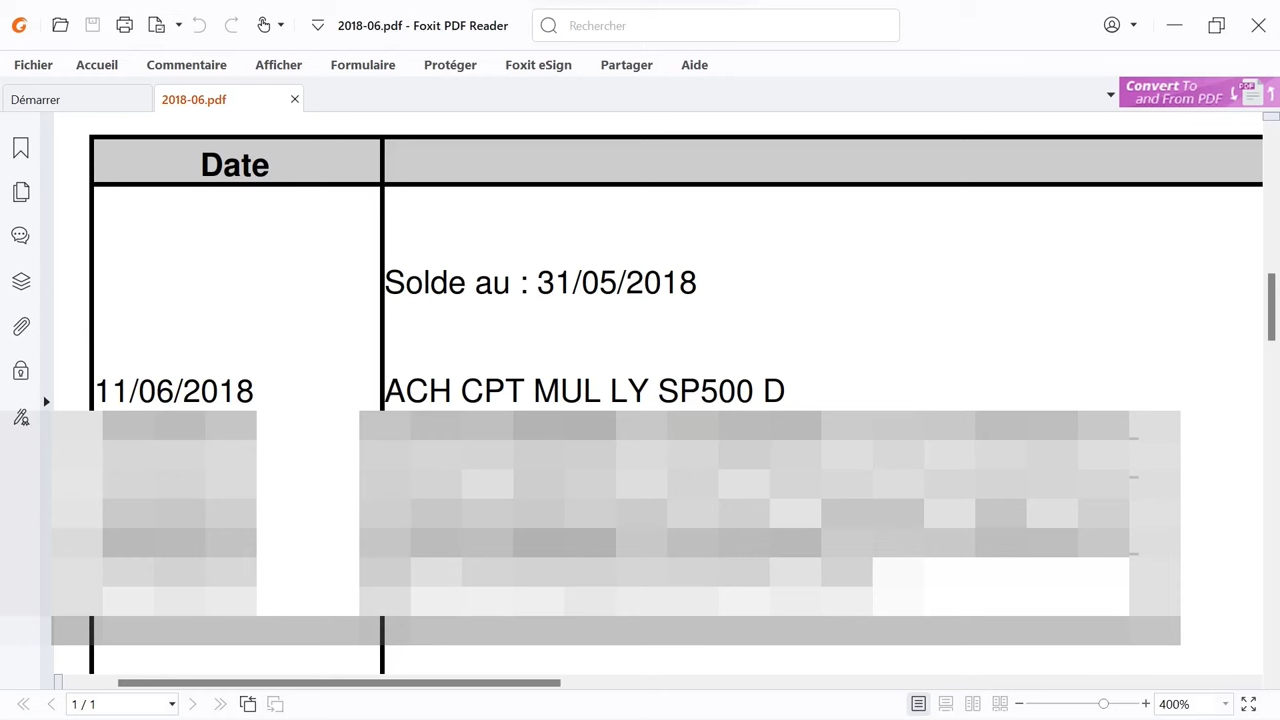 2018-06.pdf - Foxit PDF Reader
Rechercher
Fichier Accueil Commentaire Afficher Formulaire Protéger Foxit eSign Partager Aide
Démarrer 2018-06.pdf
Convert To
and From PDF
PDF
Date
Solde au : 31/05/2018
11/06/2018 ACH CPT MUL LY SP500 D
1 / 1
400%